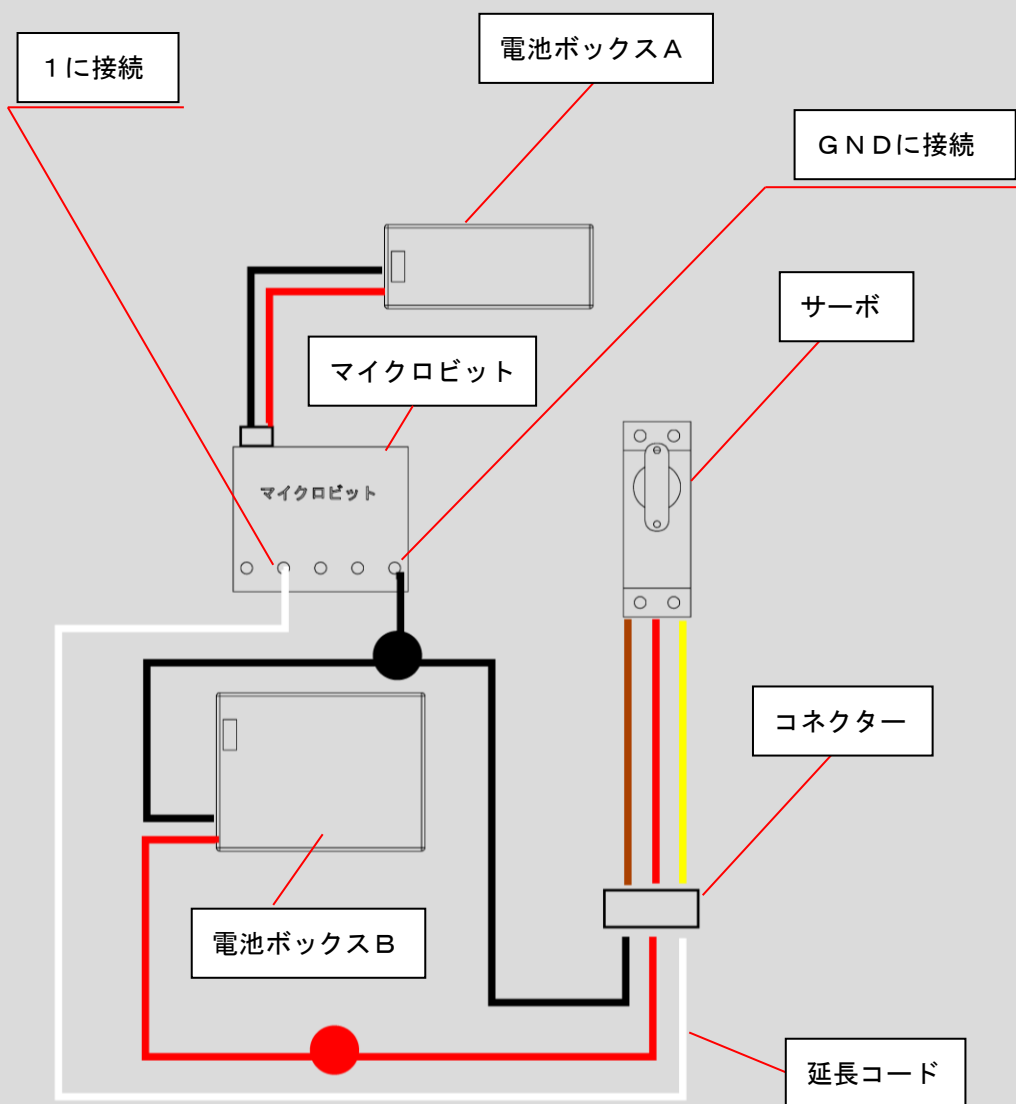 １に接続
電池ボックスＡ
ＧＮＤに接続
サーボ
マイクロビット
マイクロビット
コネクター
電池ボックスＢ
延長コード